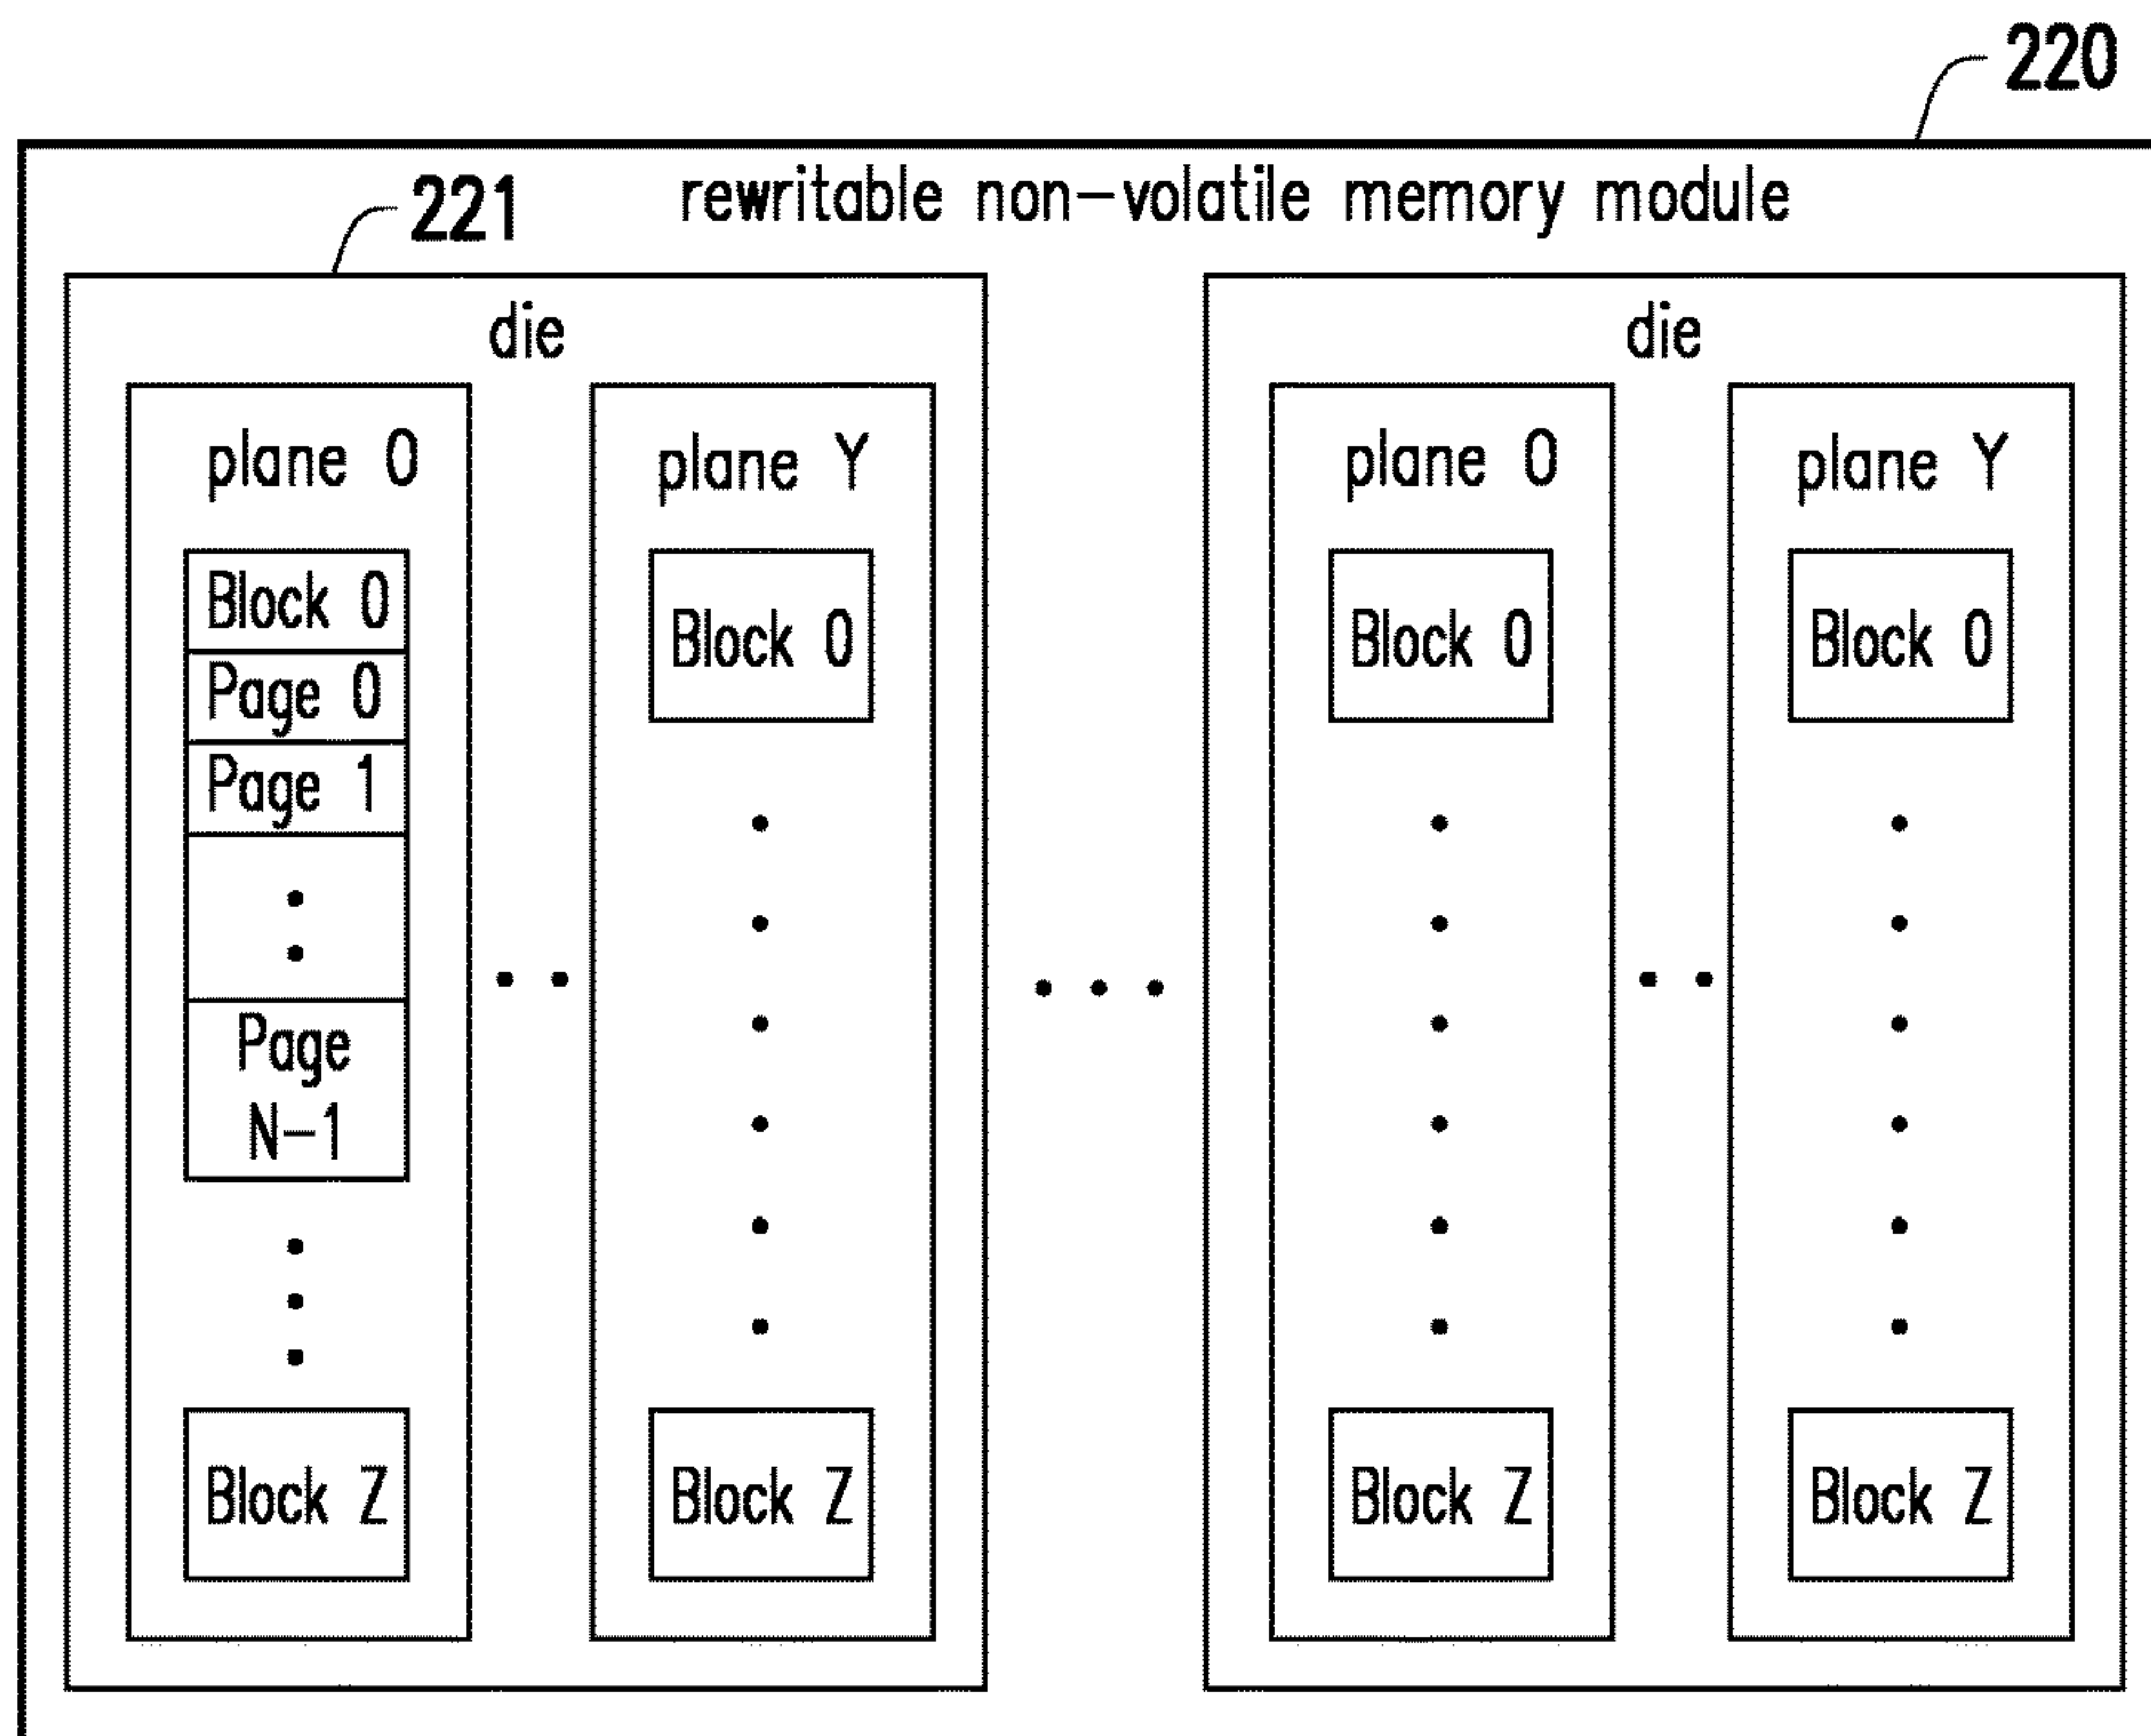 220
rewritable non-volatile memory module
221
die
plane 0
Block 0
Page 0
Page 1
Page
N-1
Block Z
plane Y
Block 0
Block Z
die
plane 0
Block 0
Block Z
plane Y
Block 0
Block Z